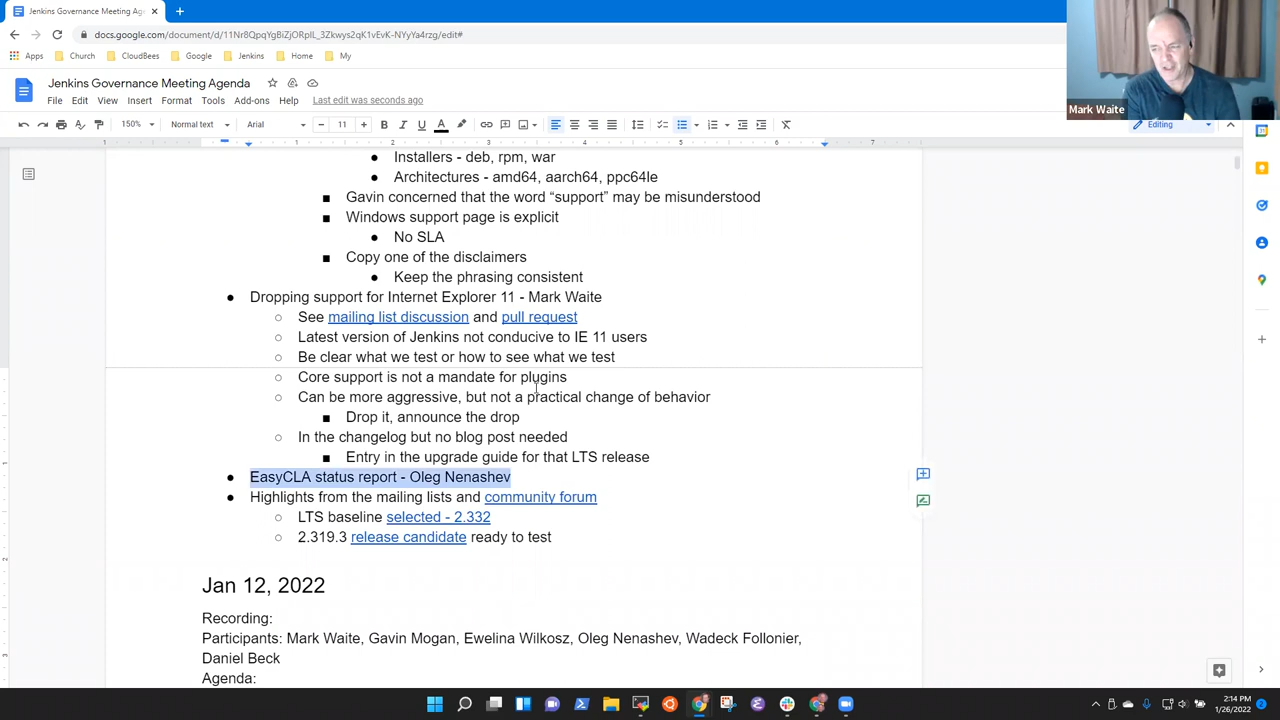 Jenkins Governance Meeting Ag
docs.google.com/document/d/11Nr8QpqYgBiZjORpIL_3Zkwys2qK1vEvK-NYyYa4rzg/edit#
Apps Church CloudBees Google Jenkins Home My
Mark Waite
Jenkins Governance Meeting Agenda
File Edit View Insert Format Tools Add-ons Help Last edit was seconds ago
150% Normal text Arial 11 Editing
Installers - deb, rpm, war
Architectures - amd64, aarch64, ppc64le
Gavin concerned that the word “support” may be misunderstood
Windows support page is explicit
No SLA
Copy one of the disclaimers
Keep the phrasing consistent
Dropping support for Internet Explorer 11 - Mark Waite
See mailing list discussion and pull request
Latest version of Jenkins not conducive to IE 11 users
Be clear what we test or how to see what we test
Core support is not a mandate for plugins
Can be more aggressive, but not a practical change of behavior
Drop it, announce the drop
In the changelog but no blog post needed
Entry in the upgrade guide for that LTS release
EasyCLA status report - Oleg Nenashev
Highlights from the mailing lists and community forum
LTS baseline selected - 2.332
2.319.3 release candidate ready to test
Jan 12, 2022
Recording:
Participants: Mark Waite, Gavin Mogan, Ewelina Wilkosz, Oleg Nenashev, Wadeck Follonier,
Daniel Beck
Agenda:
2:14 PM
1/26/2022